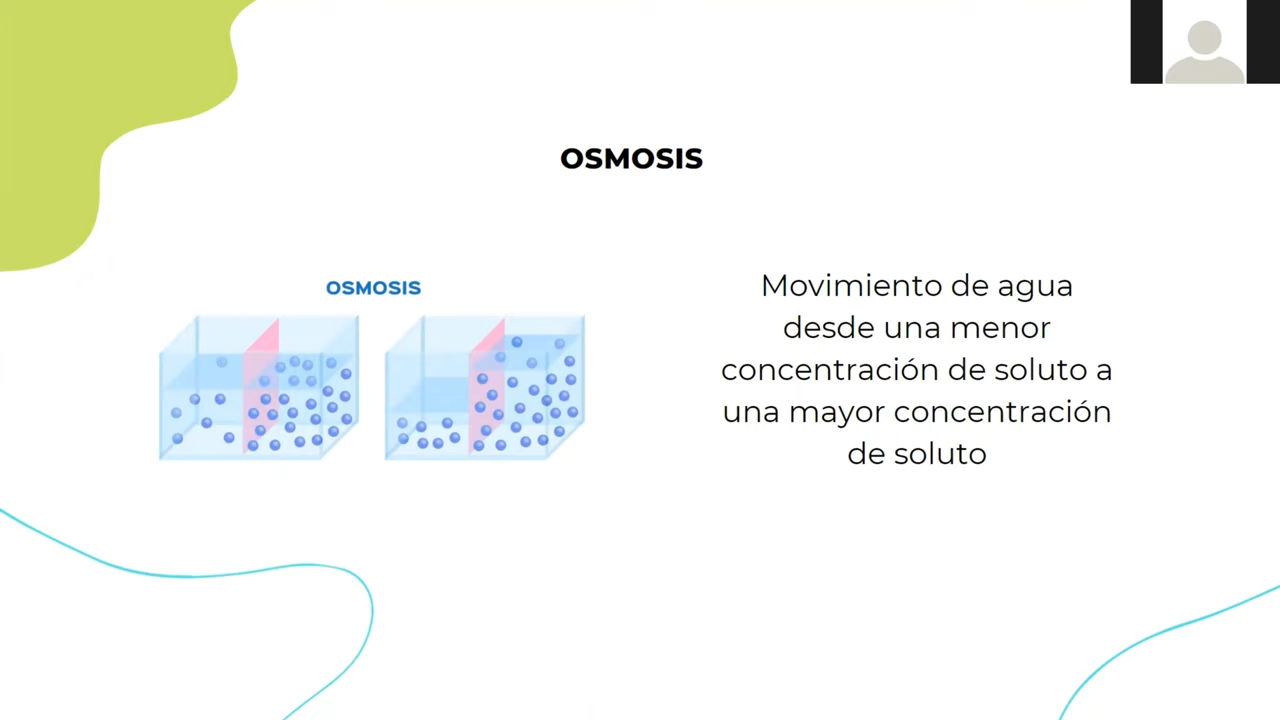 OSMOSIS
OSMOSIS
Movimiento de agua
desde una menor
concentración de soluto a
una mayor concentración
de soluto